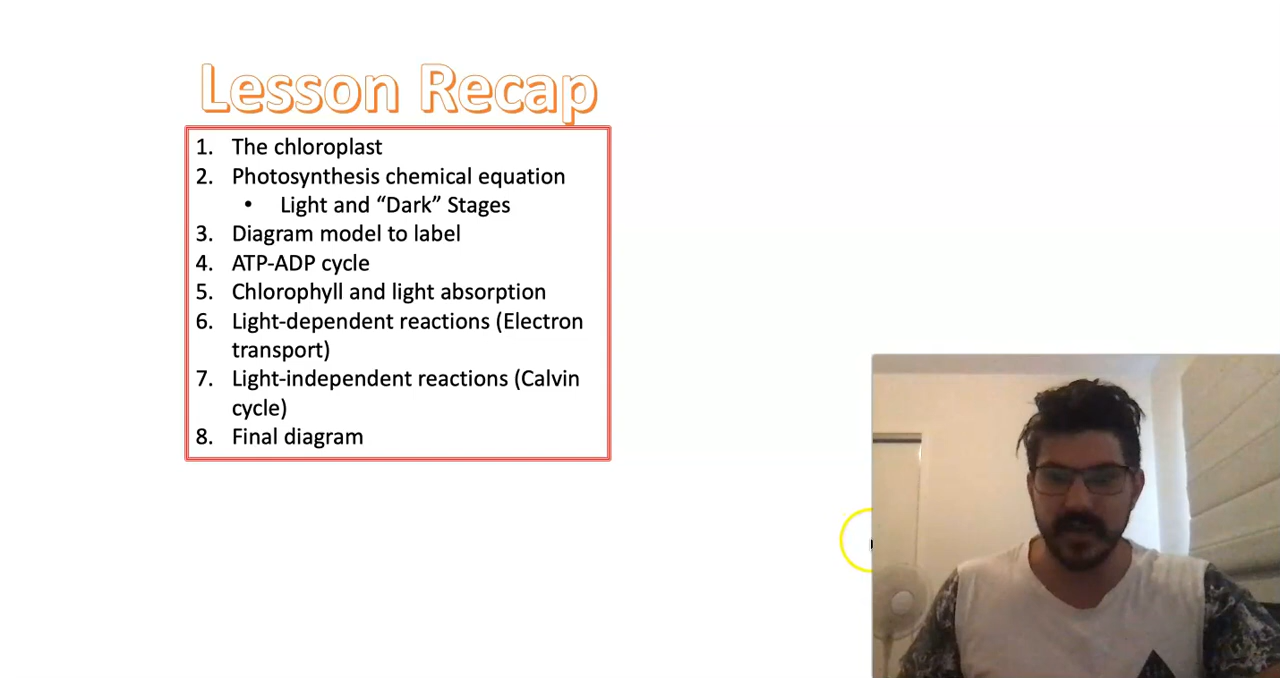 Lesson Recap
1. The chloroplast
2. Photosynthesis chemical equation
• Light and “Dark” Stages
3. Diagram model to label
4. ATP-ADP cycle
5. Chlorophyll and light absorption
6. Light-dependent reactions (Electron
transport)
7. Light-independent reactions (Calvin
cycle)
8. Final diagram